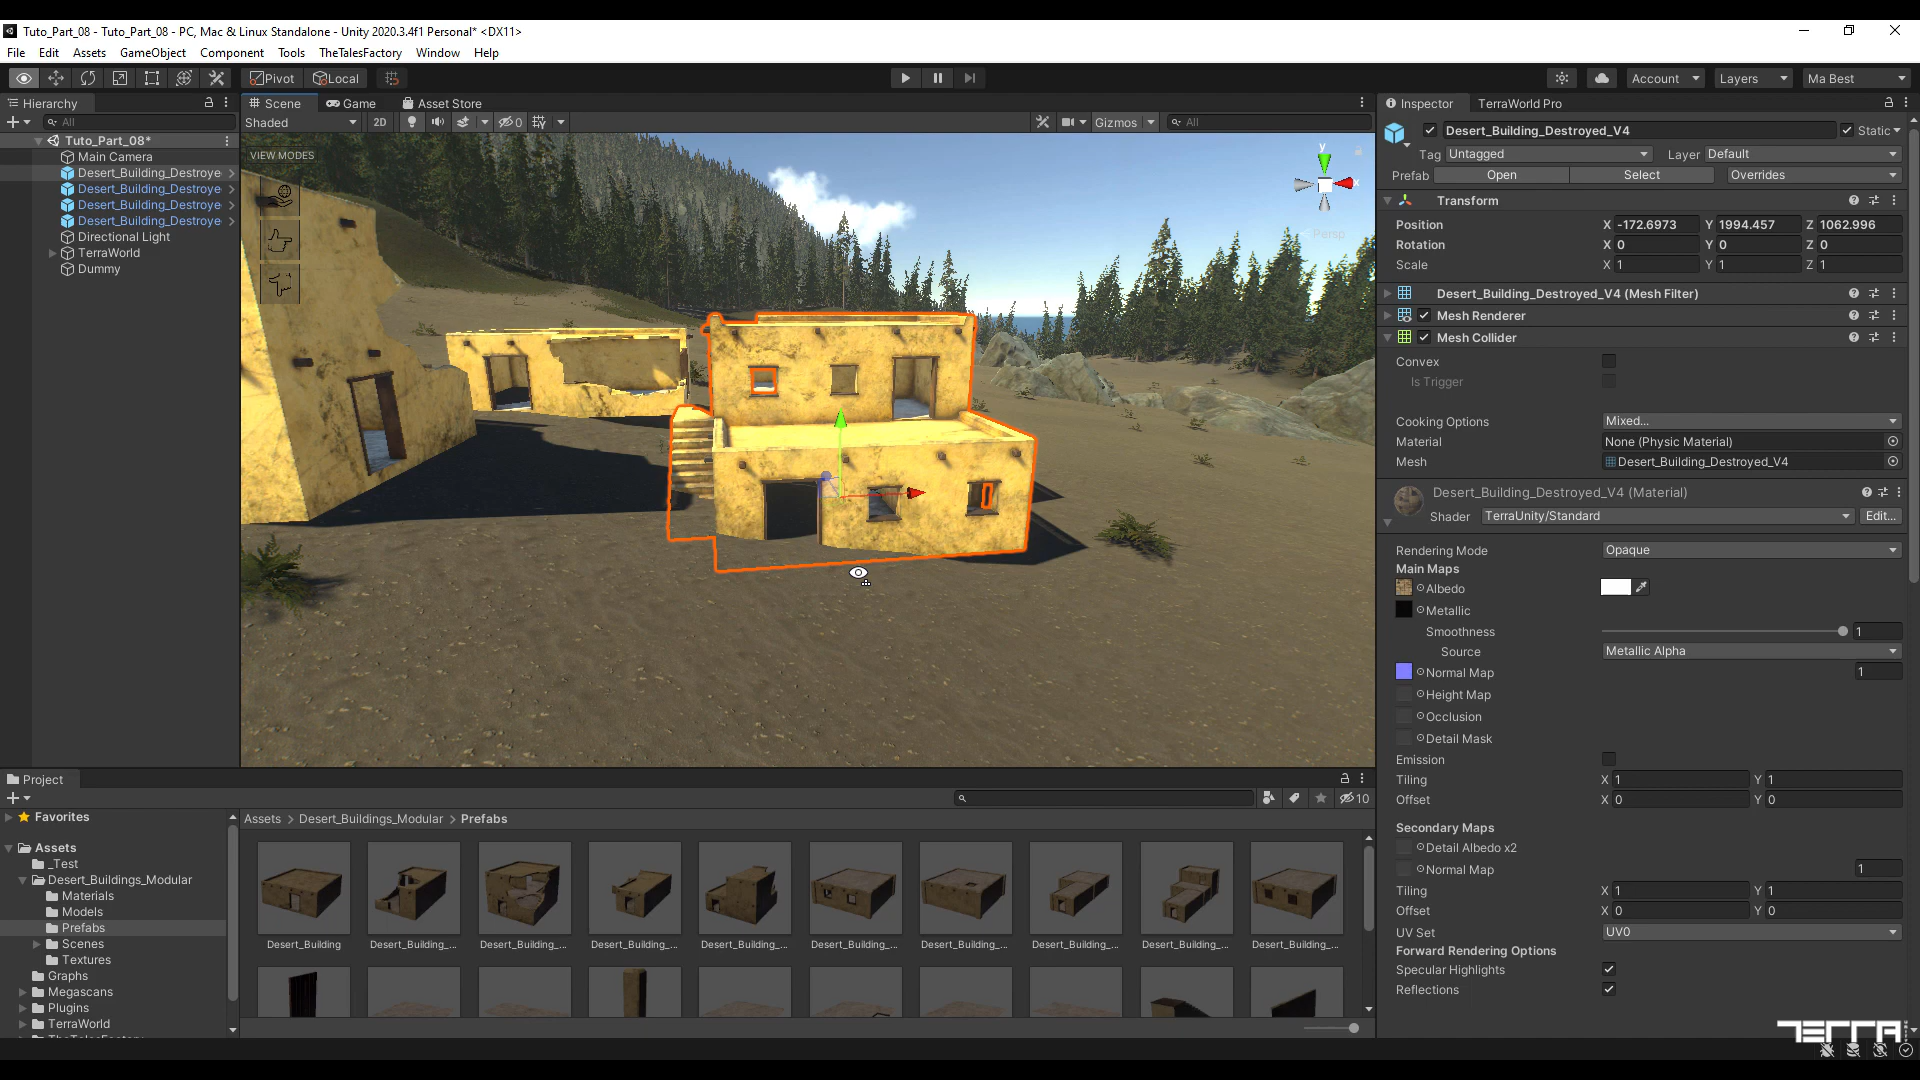 Tuto_Part_08 - Tuto_Part_08 - PC, Mac & Linux Standalone - Unity 2020.3.4f1 Personal* <DX11>
File Edit Assets GameObject Component Tools TheTalesFactory Window Help
Pivot Local Account Layers Ma Best
Hierarchy
All
Tuto_Part_08*
Main Camera
Desert_Building_Destroye
Desert_Building_Destroye
Desert_Building_Destroye
Desert_Building_Destroye
Directional Light
TerraWorld
Dummy
Scene Game Asset Store
Shaded 2D 0 Gizmos All
VIEW MODES
y
x
Persp
Inspector TerraWorld Pro
Desert_Building_Destroyed_V4 Static
Tag Untagged Layer Default
Prefab Open Select Overrides
Transform
Position X -172.6973 Y 1994.457 Z 1062.996
Rotation X 0 Y 0 Z 0
Scale X 1 Y 1 Z 1
Desert_Building_Destroyed_V4 (Mesh Filter)
Mesh Renderer
Mesh Collider
Convex
Is Trigger
Cooking Options Mixed...
Material None (Physic Material)
Mesh Desert_Building_Destroyed_V4
Desert_Building_Destroyed_V4 (Material)
Shader TerraUnity/Standard Edit...
Rendering Mode Opaque
Main Maps
Albedo
Metallic
Smoothness 1
Source Metallic Alpha
Normal Map 1
Height Map
Occlusion
Detail Mask
Emission
Tiling X 1 Y 1
Offset X 0 Y 0
Secondary Maps
Detail Albedo x2
Normal Map 1
Tiling X 1 Y 1
Offset X 0 Y 0
UV Set UV0
Forward Rendering Options
Specular Highlights
Reflections
TERRA
Project
10
Favorites
Assets
_Test
Desert_Buildings_Modular
Materials
Models
Prefabs
Scenes
Textures
Graphs
Megascans
Plugins
TerraWorld
Assets > Desert_Buildings_Modular > Prefabs
Desert_Building Desert_Building_... Desert_Building_... Desert_Building_... Desert_Building_... Desert_Building_... Desert_Building_... Desert_Building_... Desert_Building_... Desert_Building_...